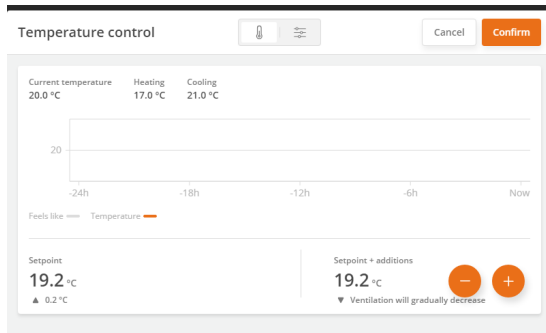 Temperature control
Cancel
Confirm
Current temperature Heating Cooling
20.0 °C 17.0 °C 21.0 °C
20
-24h -18h -12h -6h Now
Feels like Temperature
Setpoint Setpoint + additions
19.2 °C 19.2 °C
▲ 0.2 °C ▼ Ventilation will gradually decrease